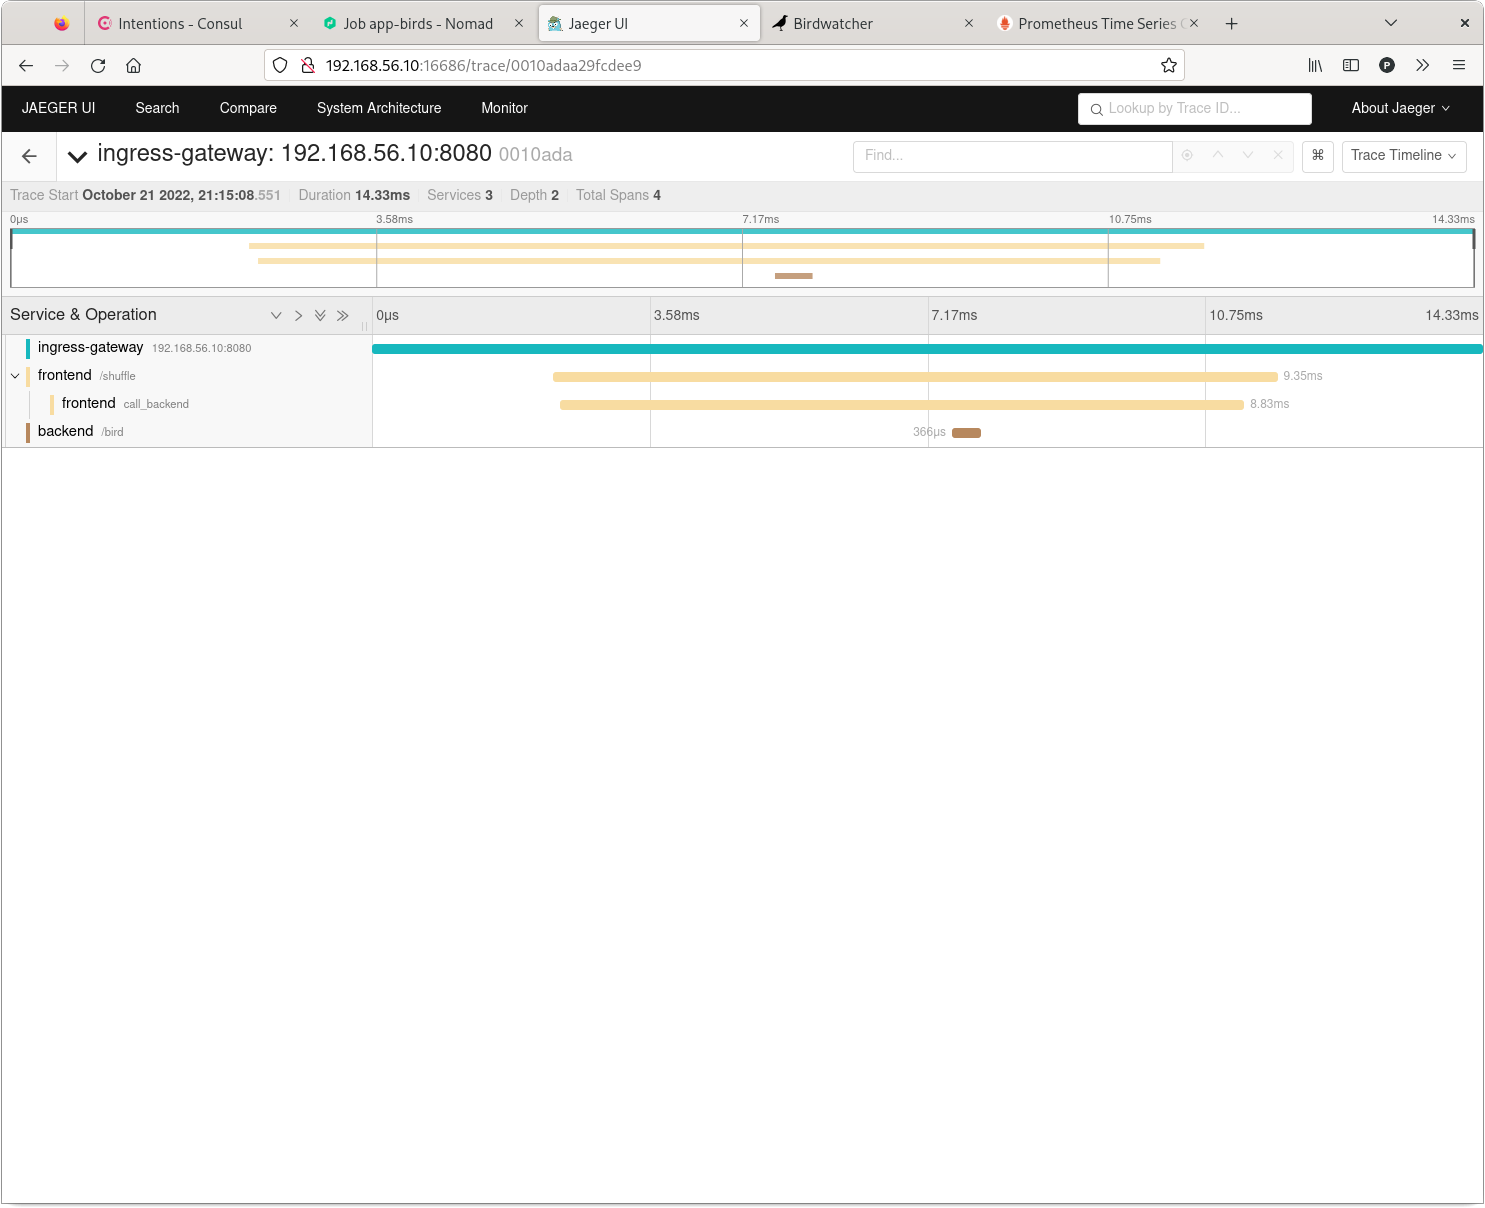 Intentions - Consul
Job app-birds - Nomad
Jaeger UI
Birdwatcher
Prometheus Time Series
192.168.56.10:16686/trace/0010adaa29fcdee9
P
JAEGER UI Search Compare System Architecture Monitor Lookup by Trace ID... About Jaeger
ingress-gateway: 192.168.56.10:8080 0010ada Find... ⌘ Trace Timeline
Trace Start October 21 2022, 21:15:08.551 Duration 14.33ms Services 3 Depth 2 Total Spans 4
0μs 3.58ms 7.17ms 10.75ms 14.33ms
Service & Operation 0μs 3.58ms 7.17ms 10.75ms 14.33ms
ingress-gateway 192.168.56.10:8080
frontend /shuffle 9.35ms
frontend call_backend 8.83ms
backend /bird 366μs